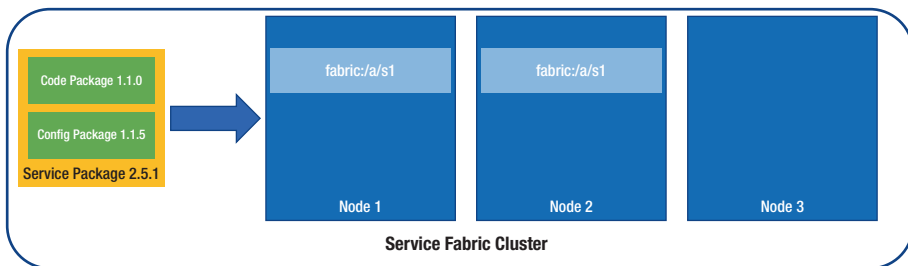 Code Package 1.1.0
Config Package 1.1.5
Service Package 2.5.1
fabric:/a/s1
Node 1
fabric:/a/s1
Node 2
Node 3
Service Fabric Cluster